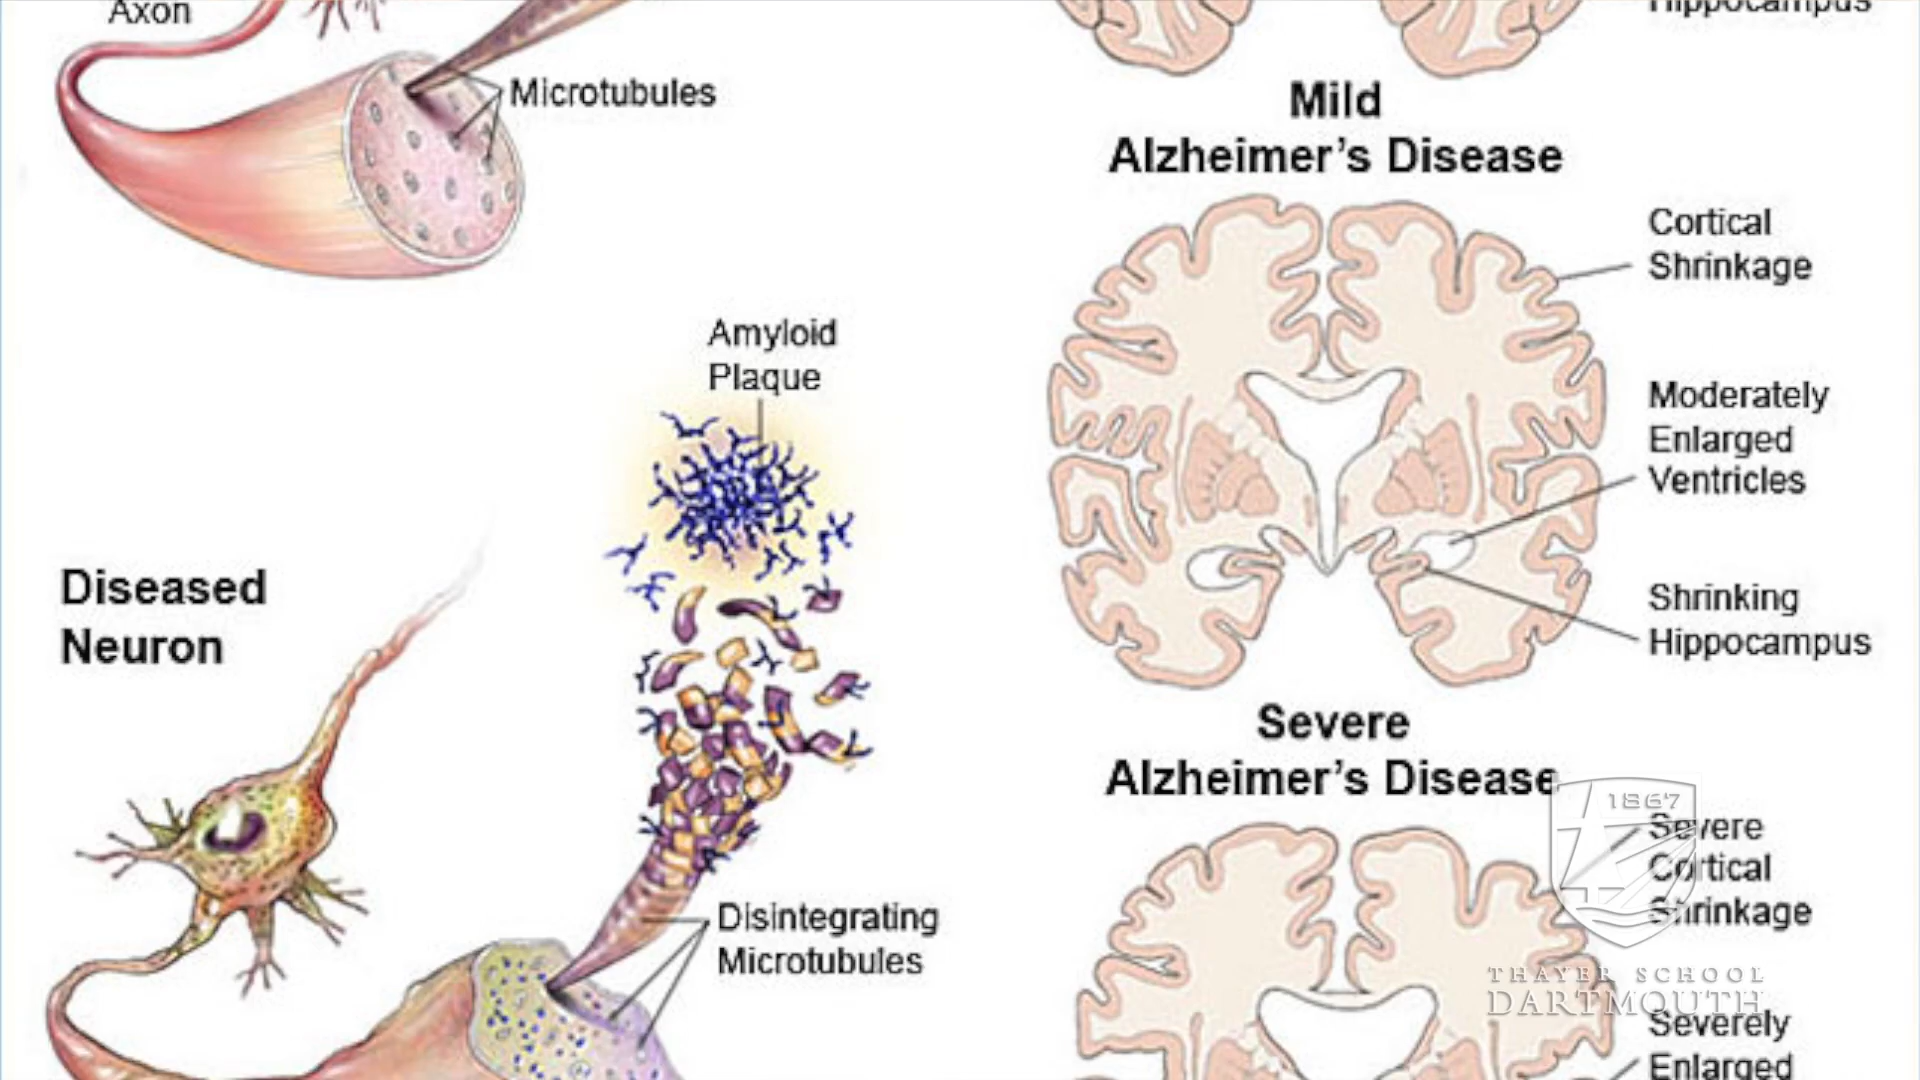 Axon
Microtubules
Hippocampus
Mild
Alzheimer’s Disease
Cortical
Shrinkage
Amyloid
Plaque
Moderately
Enlarged
Ventricles
Diseased
Neuron
Shrinking
Hippocampus
Severe
Alzheimer’s Disease
1867
Severe
Cortical
Shrinkage
Disintegrating
Microtubules
THAYER SCHOOL
DARTMOUTH
Severely
Enlarged